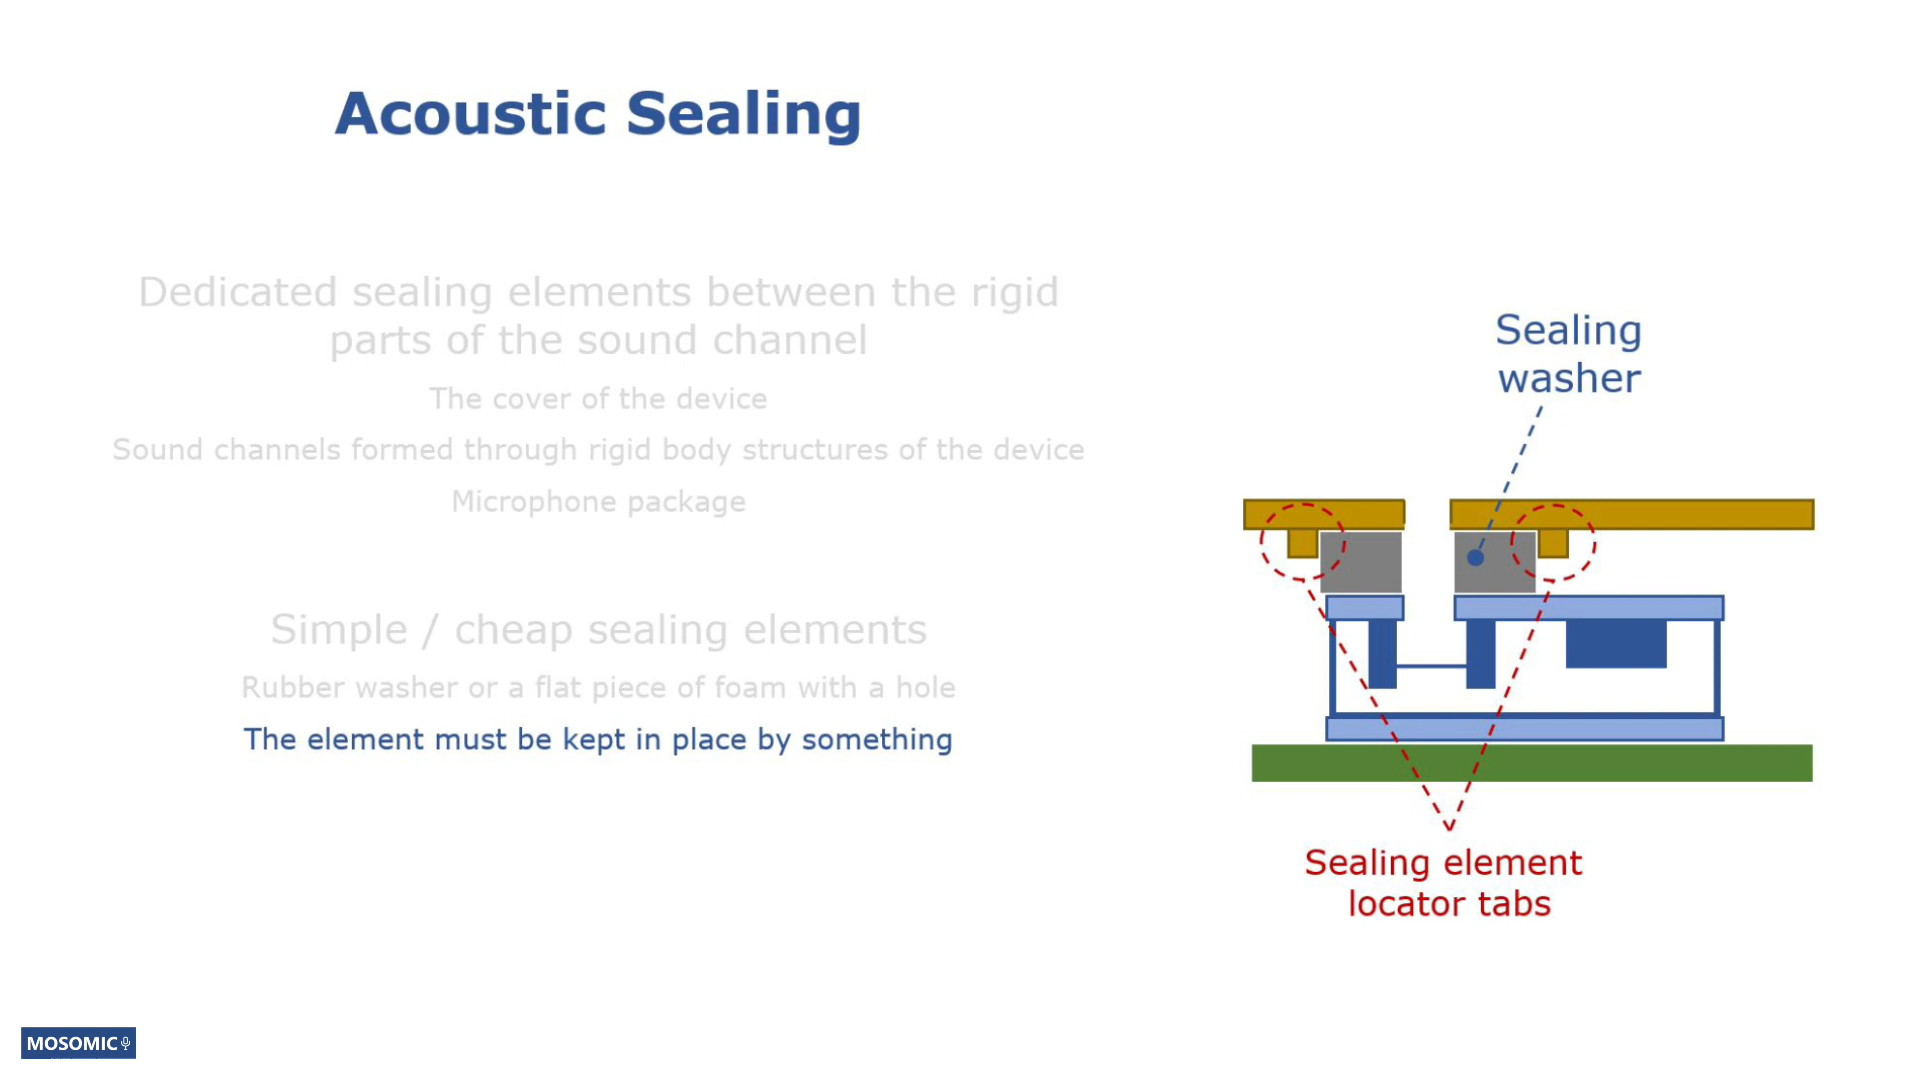 Acoustic Sealing
Dedicated sealing elements between the rigid
parts of the sound channel
The cover of the device
Sound channels formed through rigid body structures of the device
Microphone package
Simple / cheap sealing elements
Rubber washer or a flat piece of foam with a hole
The element must be kept in place by something
Sealing
washer
Sealing element
locator tabs
MOSOMIC